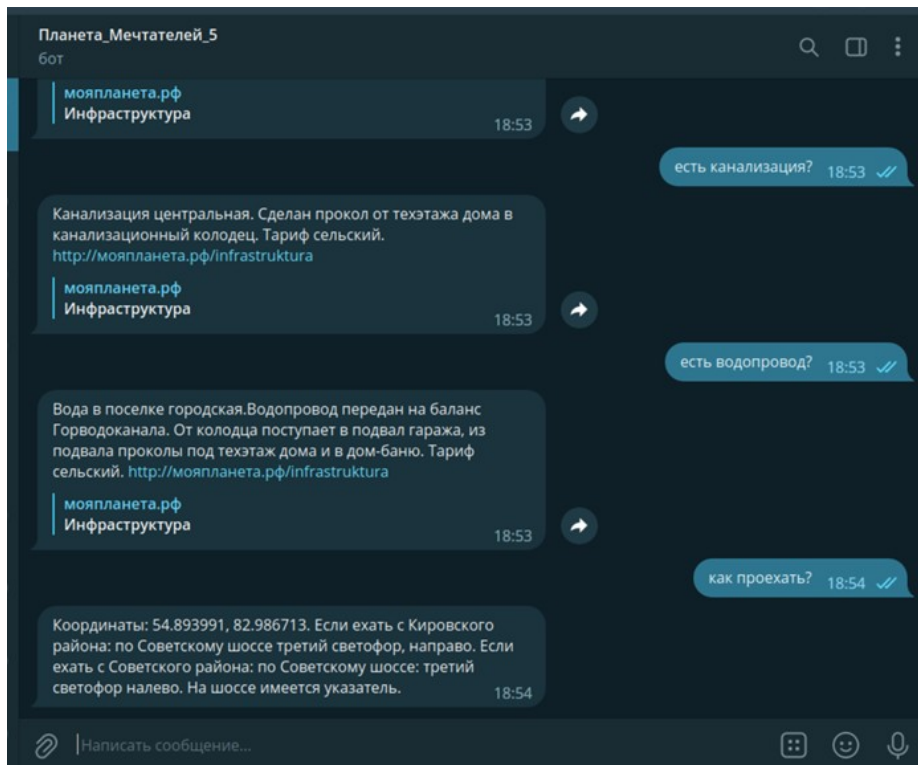 Планета_Мечтателей_5
бот
мояпланета.рф
Инфраструктура
18:53
есть канализация? 18:53
Канализация центральная. Сделан прокол от техэтажа дома в
канализационный колодец. Тариф сельский.
http://мояпланета.рф/infrastruktura
мояпланета.рф
Инфраструктура
18:53
есть водопровод? 18:53
Вода в поселке городская.Водопровод передан на баланс
Горводоканала. От колодца поступает в подвал гаража, из
подвала проколы под техэтаж дома и в дом-баню. Тариф
сельский. http://мояпланета.рф/infrastruktura
мояпланета.рф
Инфраструктура
18:53
как проехать? 18:54
Координаты: 54.893991, 82.986713. Если ехать с Кировского
района: по Советскому шоссе третий светофор, направо. Если
ехать с Советского района: по Советскому шоссе: третий
светофор налево. На шоссе имеется указатель.
18:54
Написать сообщение...